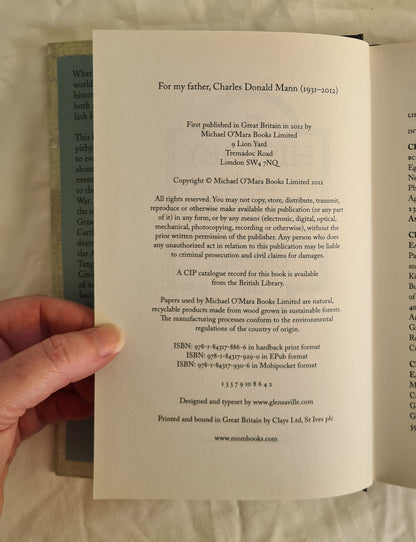 For my father, Charles Donald Mann (1931–2012)
First published in Great Britain in 2012 by
Michael O'Mara Books Limited
9 Lion Yard
Tremadoc Road
London SW4 7NQ
Copyright © Michael O'Mara Books Limited 2012
All rights reserved. You may not copy, store, distribute, transmit,
reproduce or otherwise make available this publication (or any part
of it) in any form, or by any means (electronic, digital, optical,
mechanical, photocopying, recording or otherwise), without the
prior written permission of the publisher. Any person who does
any unauthorized act in relation to this publication may be liable
to criminal prosecution and civil claims for damages.
A CIP catalogue record for this book is available
from the British Library.
Papers used by Michael O'Mara Books Limited are natural,
recyclable products made from wood grown in sustainable forests.
The manufacturing processes conform to the environmental
regulations of the country of origin.
ISBN: 978-1-84317-886-6 in hardback print format
ISBN: 978-1-84317-929-0 in EPub format
ISBN: 978-1-84317-930-6 in Mobipocket format
1 3 5 7 9 10 8 6 4 2
Designed and typeset by www.glensaville.com
Printed and bound in Great Britain by Clays Ltd, St Ives plc
www.mombooks.com